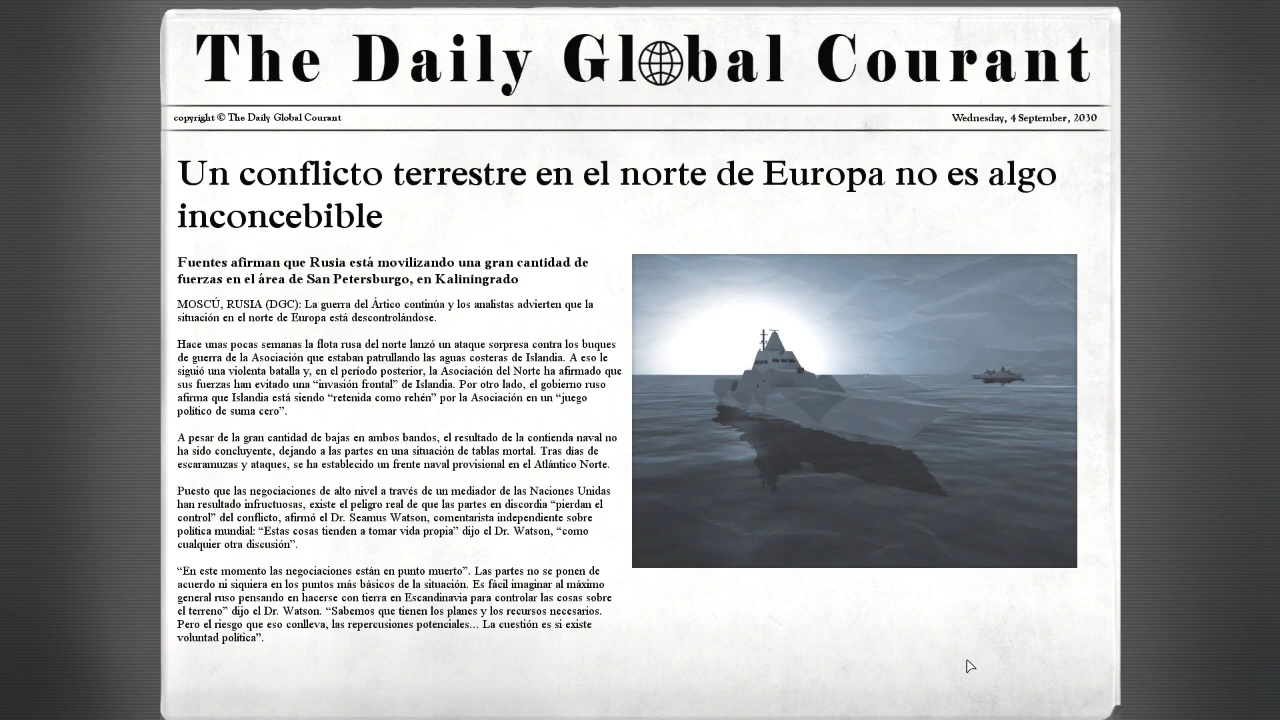 The Daily Global Courant
copyright © The Daily Global Courant
Wednesday, 4 September, 2030
Un conflicto terrestre en el norte de Europa no es algo
inconcebible
Fuentes afirman que Rusia está movilizando una gran cantidad de
fuerzas en el área de San Petersburgo, en Kaliningrado
MOSCÚ, RUSIA (DGC): La guerra del Ártico continúa y los analistas advierten que la
situación en el norte de Europa está descontrolándose.
Hace unas pocas semanas la flota rusa del norte lanzó un ataque sorpresa contra los buques
de guerra de la Asociación que estaban patrullando las aguas costeras de Islandia. A eso le
siguió una violenta batalla y, en el período posterior, la Asociación del Norte ha afirmado que
sus fuerzas han evitado una “invasión frontal” de Islandia. Por otro lado, el gobierno ruso
afirma que Islandia está siendo “retenida como rehén” por la Asociación en un “juego
político de suma cero”.
A pesar de la gran cantidad de bajas en ambos bandos, el resultado de la contienda naval no
ha sido concluyente, dejando a las partes en una situación de tablas mortal. Tras días de
escaramuzas y ataques, se ha establecido un frente naval provisional en el Atlántico Norte.
Puesto que las negociaciones de alto nivel a través de un mediador de las Naciones Unidas
han resultado infructuosas, existe el peligro real de que las partes en discordia “pierdan el
control” del conflicto, afirmó el Dr. Seamus Watson, comentarista independiente sobre
política mundial: “Estas cosas tienden a tomar vida propia” dijo el Dr. Watson, “como
cualquier otra discusión”.
“En este momento las negociaciones están en punto muerto”. Las partes no se ponen de
acuerdo ni siquiera en los puntos más básicos de la situación. Es fácil imaginar al máximo
general ruso pensando en hacerse con tierra en Escandinavia para controlar las cosas sobre
el terreno” dijo el Dr. Watson. “Sabemos que tienen los planes y los recursos necesarios.
Pero el riesgo que eso conlleva, las repercusiones potenciales... La cuestión es si existe
voluntad política”.